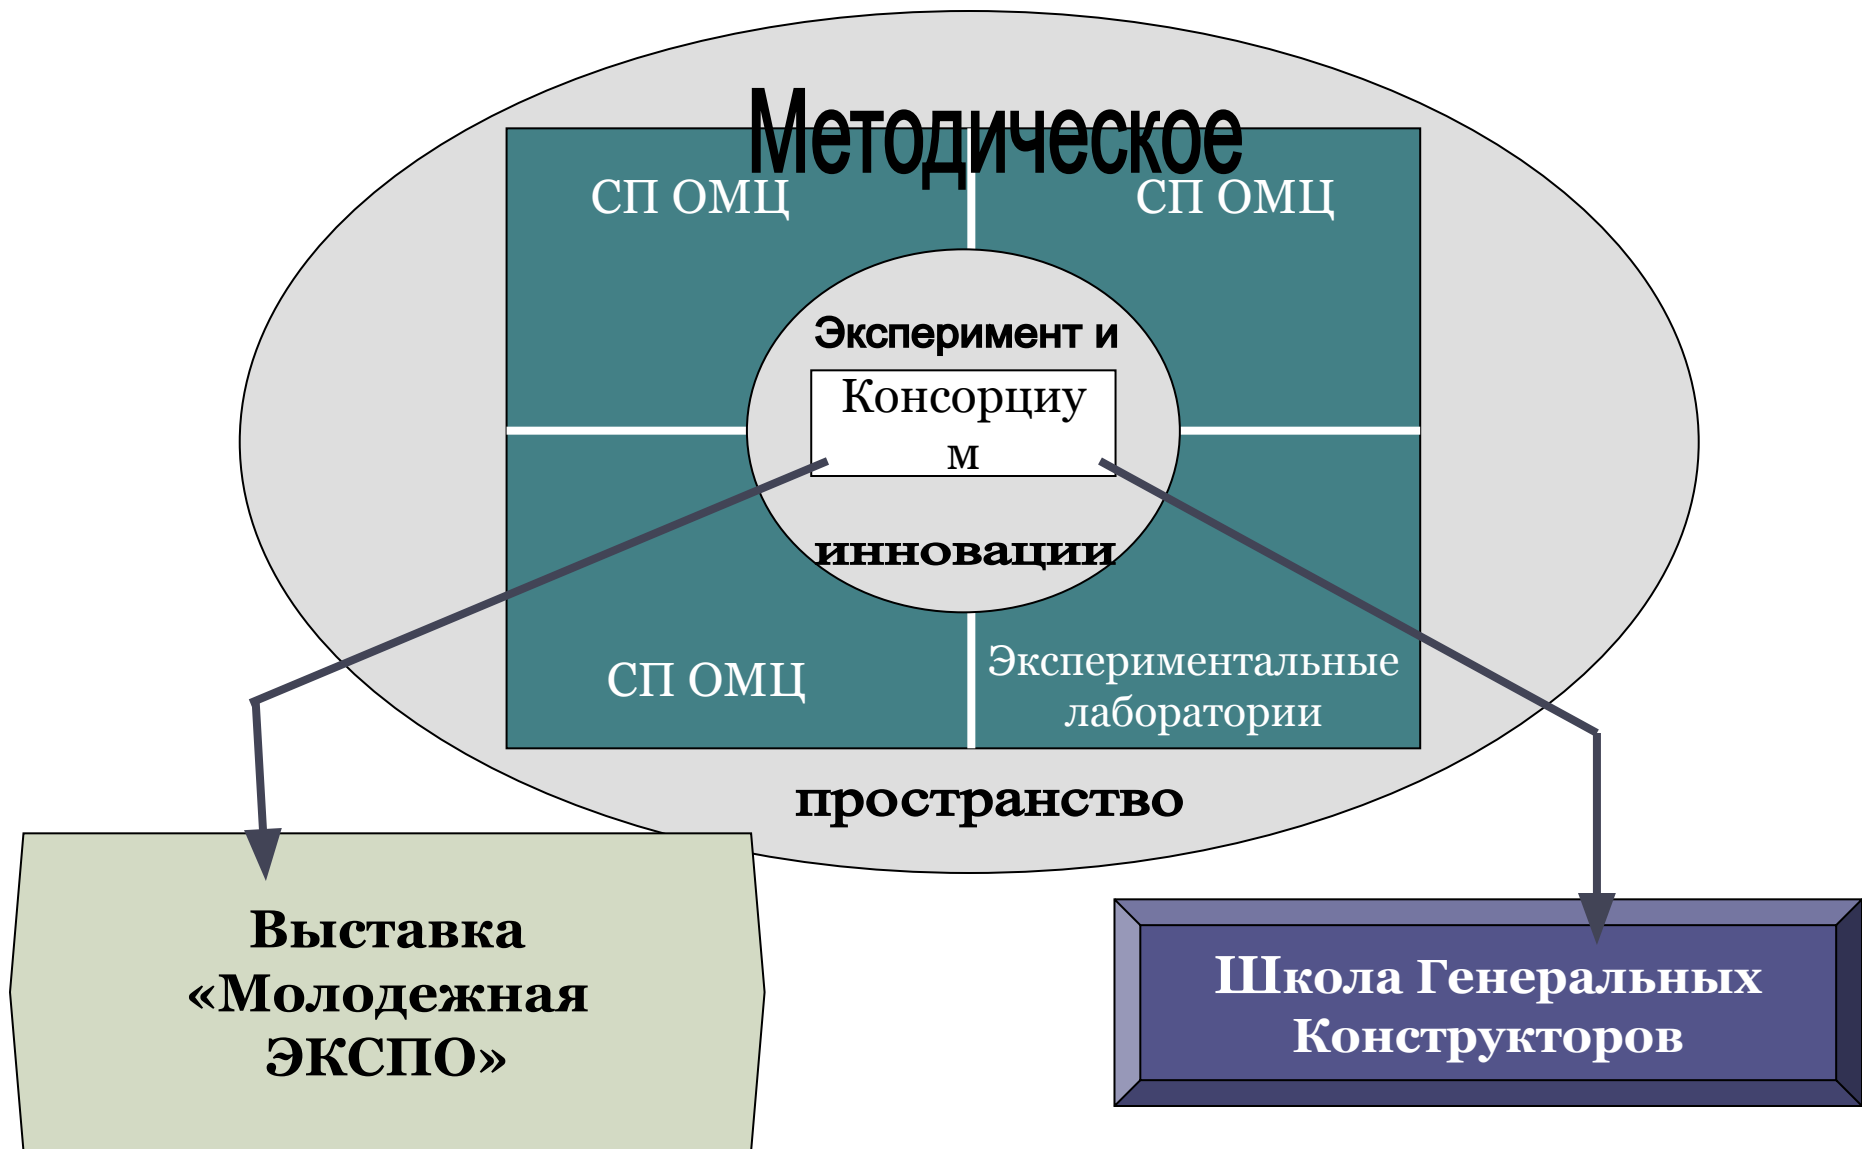 Методическое
СП ОМЦ
СП ОМЦ
Эксперимент и
Консорциу
м
инновации
СП ОМЦ
Экспериментальные
лаборатории
пространство
Выставка
«Молодежная
ЭКСПО»
Школа Генеральных
Конструкторов